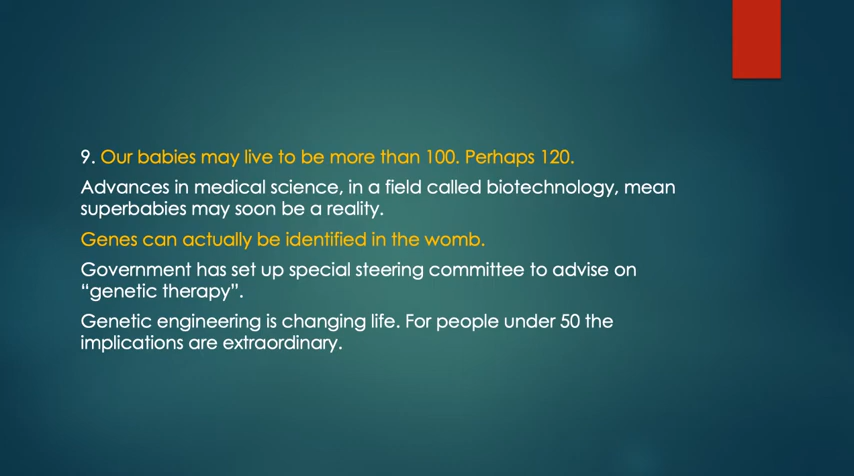 9. Our babies may live to be more than 100. Perhaps 120.
Advances in medical science, in a field called biotechnology, mean
superbabies may soon be a reality.
Genes can actually be identified in the womb.
Government has set up special steering committee to advise on
“genetic therapy”.
Genetic engineering is changing life. For people under 50 the
implications are extraordinary.